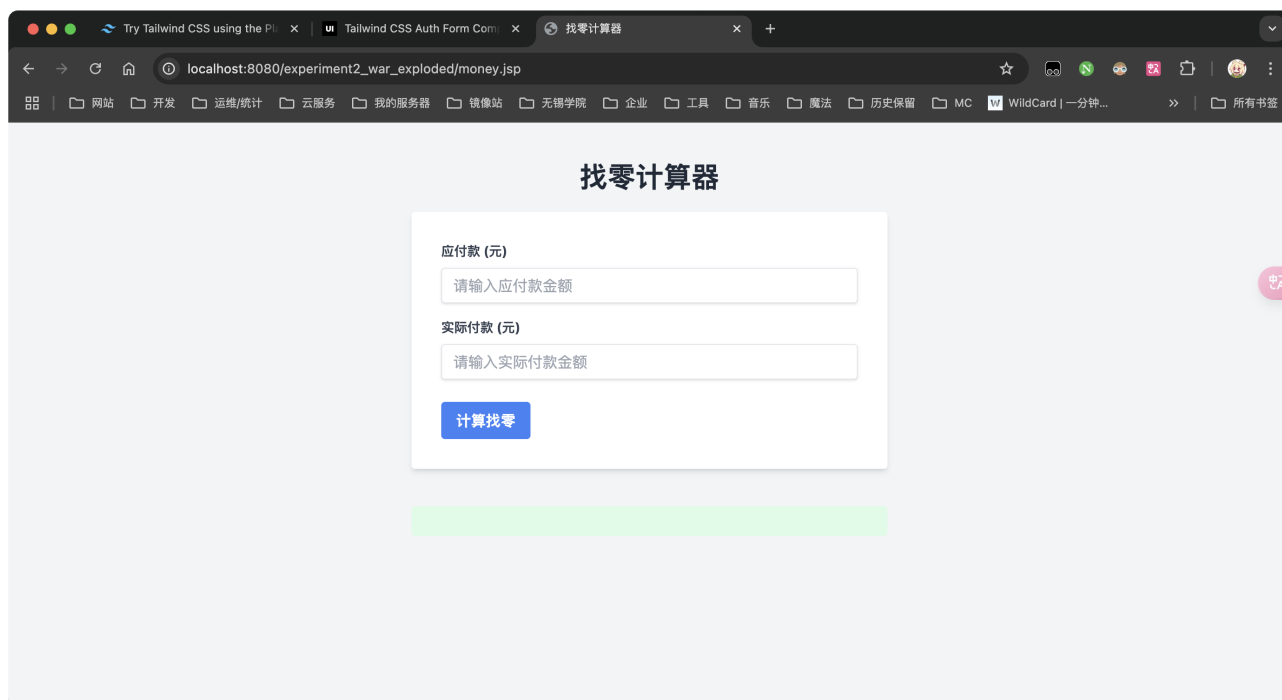 Try Tailwind CSS using the Pl
UI Tailwind CSS Auth Form Com
找零计算器
localhost:8080/experiment2_war_exploded/money.jsp
网站 开发 运维/统计 云服务 我的服务器 镜像站 无锡学院 企业 工具 音乐 魔法 历史保留 MC W WildCard | 一分钟... 所有书签
找零计算器
应付款 (元)
请输入应付款金额
实际付款 (元)
请输入实际付款金额
计算找零